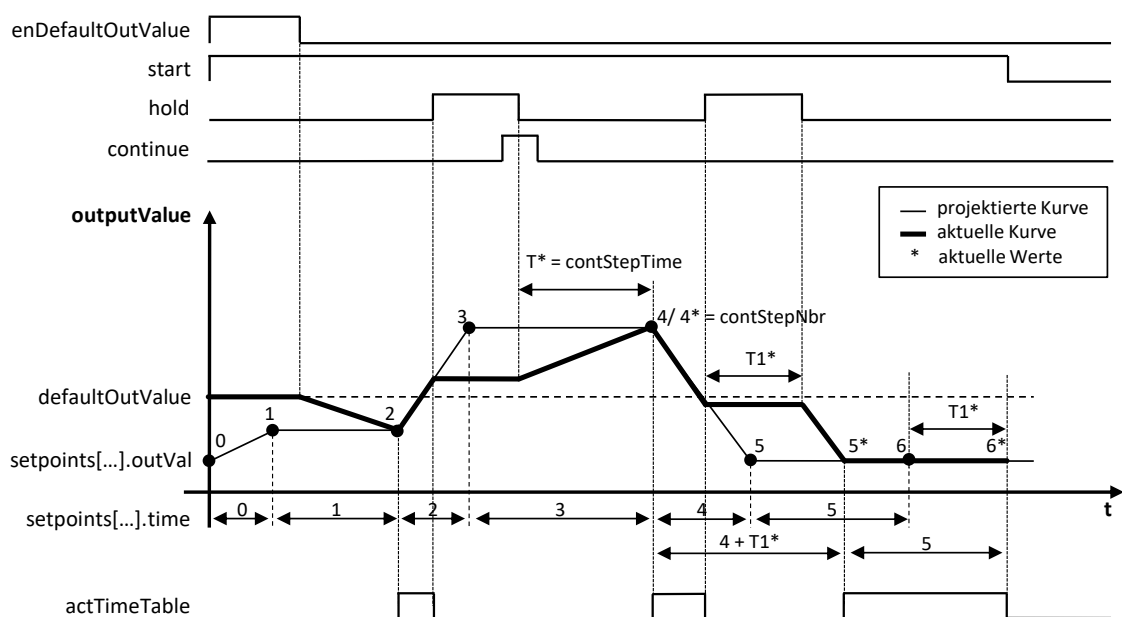 enDefaultOutValue
start
hold
continue
outputValue
projektierte Kurve
aktuelle Kurve
* aktuelle Werte
T* = contStepTime
3
4/ 4* = contStepNbr
T1*
defaultOutValue
0
1
2
5
5*
6
T1*
6*
setpoints[...].outVal
t
setpoints[...].time
0
1
2
3
4
5
4 + T1*
5
actTimeTable